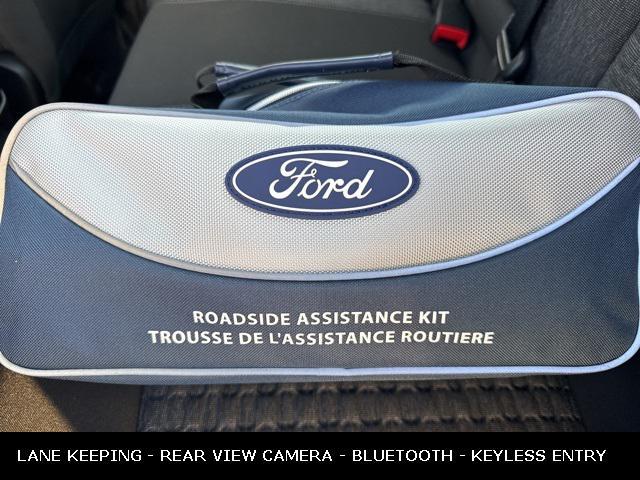 Ford
ROADSIDE ASSISTANCE KIT
TROUSSE DE L'ASSISTANCE ROUTIERE
LANE KEEPING - REAR VIEW CAMERA - BLUETOOTH - KEYLESS ENTRY